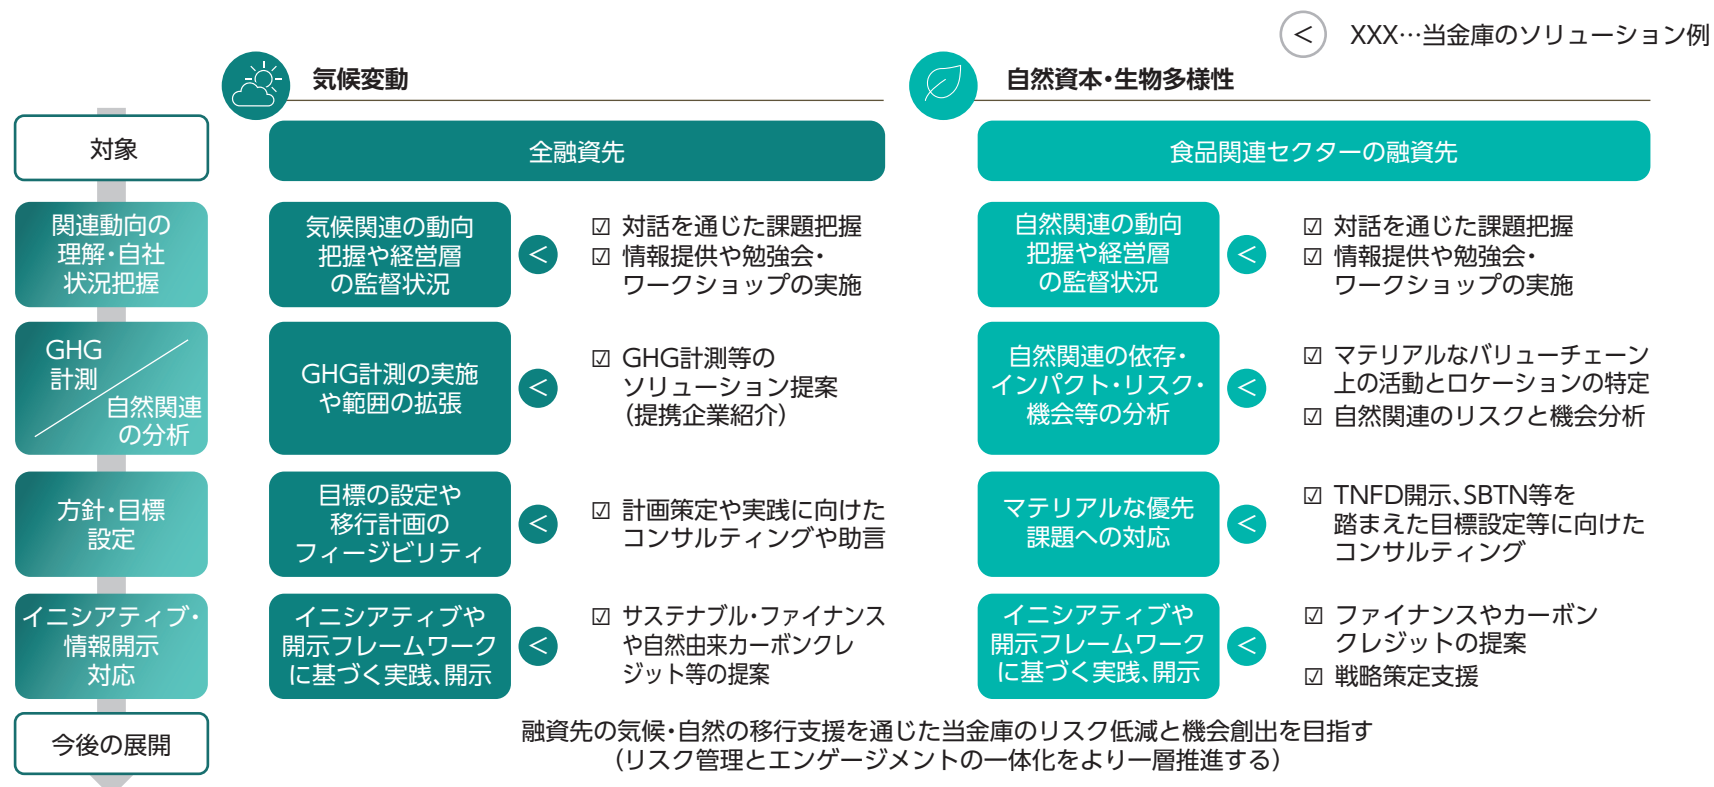 < XXX…当金庫のソリューション例
気候変動
自然資本・生物多様性
対象
全融資先
食品関連セクターの融資先
関連動向の
理解・自社
状況把握
気候関連の動向
把握や経営層
の監督状況
<
☑ 対話を通じた課題把握
☑ 情報提供や勉強会・
ワークショップの実施
自然関連の動向
把握や経営層
の監督状況
<
☑ 対話を通じた課題把握
☑ 情報提供や勉強会・
ワークショップの実施
GHG
計測
自然関連
の分析
GHG計測の実施
や範囲の拡張
<
☑ GHG計測等の
ソリューション提案
(提携企業紹介)
自然関連の依存・
インパクト・リスク・
機会等の分析
<
☑ マテリアルなバリューチェーン
上の活動とロケーションの特定
☑ 自然関連のリスクと機会分析
方針・目標
設定
目標の設定や
移行計画の
フィージビリティ
<
☑ 計画策定や実践に向けた
コンサルティングや助言
マテリアルな優先
課題への対応
<
☑ TNFD開示、SBTN等を
踏まえた目標設定等に向けた
コンサルティング
イニシアティブ・
情報開示
対応
イニシアティブや
開示フレームワーク
に基づく実践、開示
<
☑ サステナブル・ファイナンス
や自然由来カーボンクレ
ジット等の提案
イニシアティブや
開示フレームワーク
に基づく実践、開示
<
☑ ファイナンスやカーボン
クレジットの提案
☑ 戦略策定支援
今後の展開
融資先の気候・自然の移行支援を通じた当金庫のリスク低減と機会創出を目指す
(リスク管理とエンゲージメントの一体化をより一層推進する)